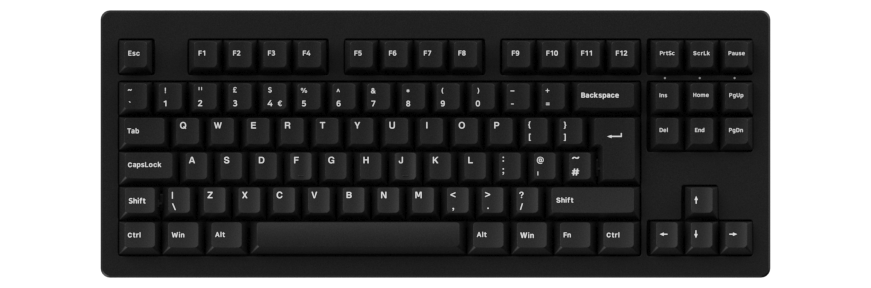 Esc F1 F2 F3 F4 F5 F6 F7 F8 F9 F10 F11 F12 PrtSc ScrLk Pause
~ ! " £ $ % ^ & * ( ) _ +
` 1 2 3 4 € 5 6 7 8 9 0 - = Backspace Ins Home PgUp
Tab Q W E R T Y U I O P { }
[ ] Del End PgDn
CapsLock A S D F G H J K L : @ ~
; ' #
Shift | Z X C V B N M < > ? Shift
\ , . /
Ctrl Win Alt Alt Win Fn Ctrl